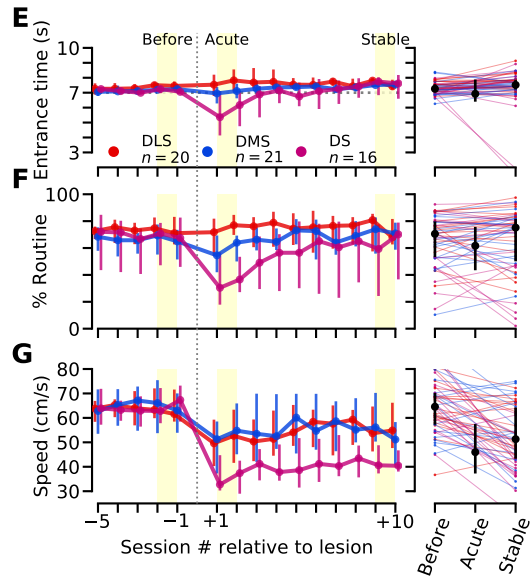 E
Entrance time (s)
10
7
3
Before
Acute
Stable
DLS
n = 20
DMS
n = 21
DS
n = 16
F
% Routine
100
0
G
Speed (cm/s)
80
70
60
50
40
30
−5
−1
+1
+10
Session # relative to lesion
Before
Acute
Stable